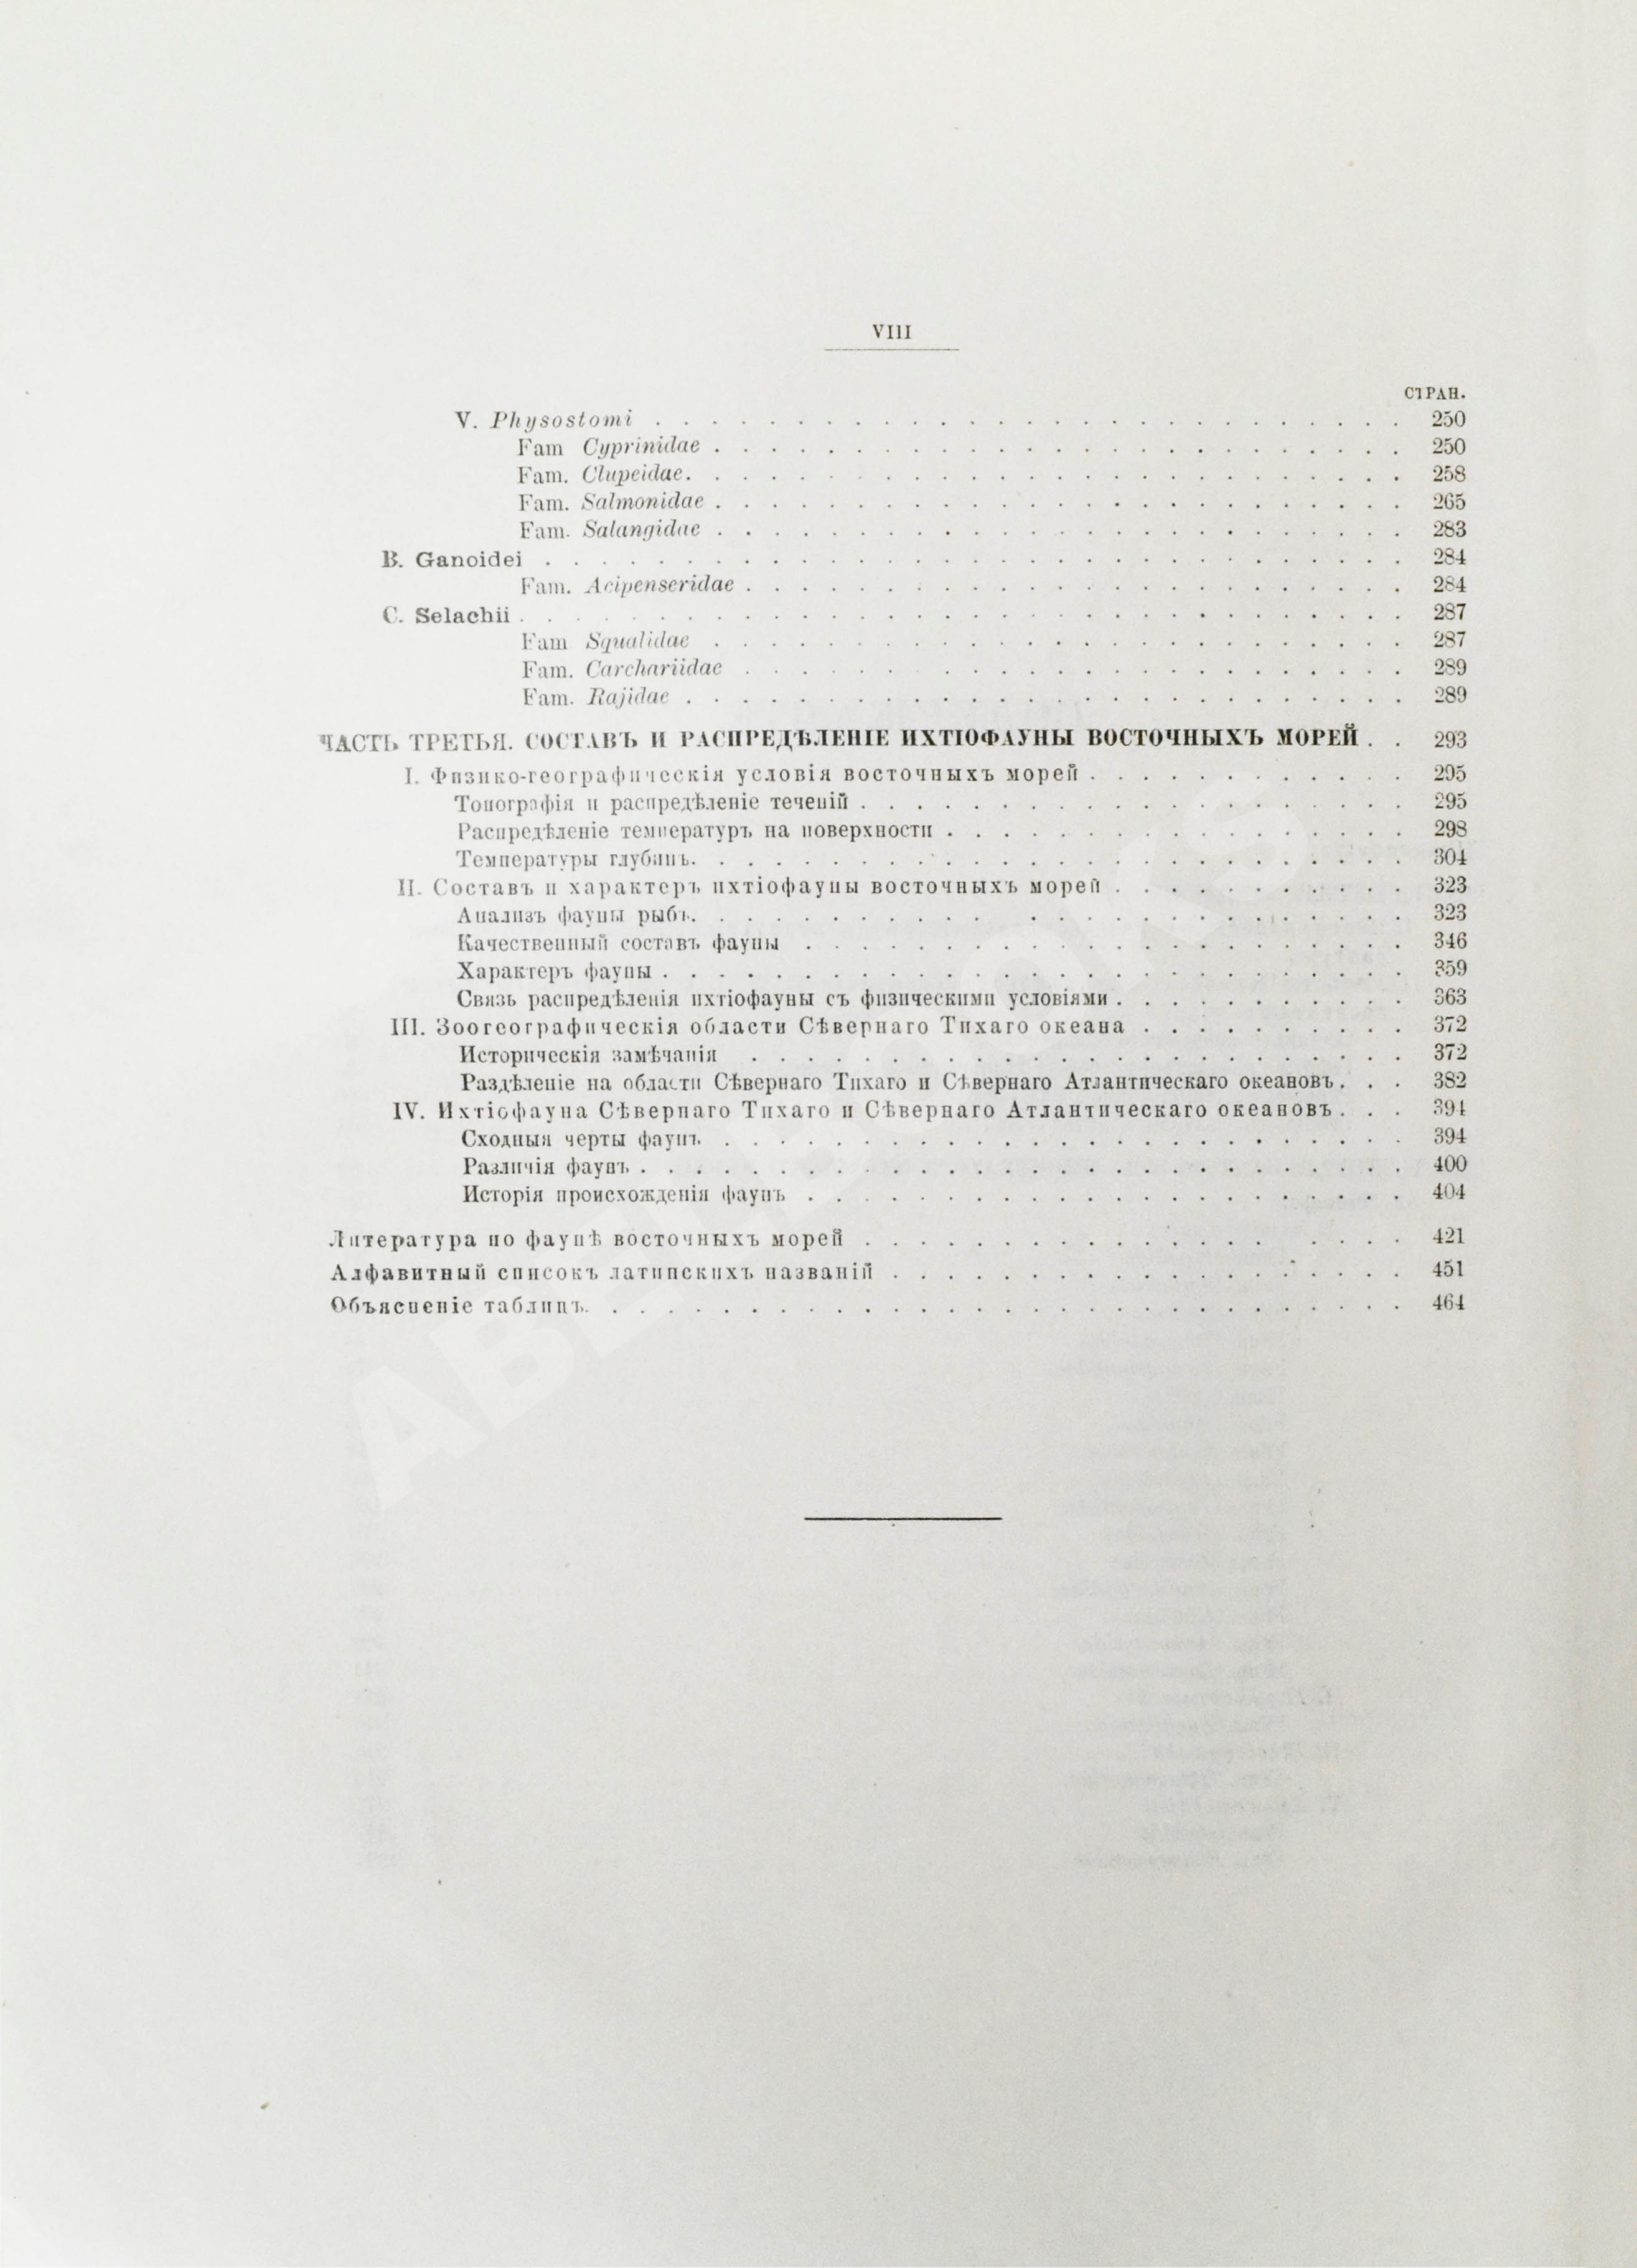 VIII
СТРАН.
V. Physostomi . . . . . . . . . . . . . . . . . . . . . . . . . . . 250
Fam Cyprinidae . . . . . . . . . . . . . . . . . . . . . . . . . 250
Fam. Clupeidae. . . . . . . . . . . . . . . . . . . . . . . . . . 258
Fam. Salmonidae . . . . . . . . . . . . . . . . . . . . . . . . . 265
Fam. Salangidae . . . . . . . . . . . . . . . . . . . . . . . . . 283
B. Ganoidei . . . . . . . . . . . . . . . . . . . . . . . . . . . . . . . 284
Fam. Acipenseridae . . . . . . . . . . . . . . . . . . . . . . . . 284
C. Selachii . . . . . . . . . . . . . . . . . . . . . . . . . . . . . . . . 287
Fam Squalidae . . . . . . . . . . . . . . . . . . . . . . . . . 287
Fam. Carchariidae . . . . . . . . . . . . . . . . . . . . . . . 289
Fam. Rajidae . . . . . . . . . . . . . . . . . . . . . . . . . . 289
ЧАСТЬ ТРЕТЬЯ. СОСТАВЪ И РАСПРЕДѢЛЕНІЕ ИХТІОФАУНЫ ВОСТОЧНЫХЪ МОРЕЙ . . 293
I. Физико-географическія условія восточныхъ морей . . . . . . . . . . . . 295
Топографія и распредѣленіе теченій . . . . . . . . . . . . . . . . . . . . 295
Распредѣленіе температуръ на поверхности . . . . . . . . . . . . . . . . . 298
Температуры глубинъ. . . . . . . . . . . . . . . . . . . . . . . . . . 304
II. Составъ и характеръ ихтіофауны восточныхъ морей . . . . . . . . . . . 323
Анализъ фауны рыбъ. . . . . . . . . . . . . . . . . . . . . . . . . 323
Качественный составъ фауны . . . . . . . . . . . . . . . . . . . . . . 346
Характеръ фауны . . . . . . . . . . . . . . . . . . . . . . . . . . . 359
Связь распредѣленія ихтіофауны съ физическими условіями . . . . . . . . . . . 363
III. Зоогеографическія области Сѣвернаго Тихаго океана . . . . . . . . . . 372
Историческія замѣчанія . . . . . . . . . . . . . . . . . . . . . . . . 372
Раздѣленіе на области Сѣвернаго Тихаго и Сѣвернаго Атлантическаго океановъ . . . 382
IV. Ихтіофауна Сѣвернаго Тихаго и Сѣвернаго Атлантическаго океановъ . . . 394
Сходныя черты фаунъ . . . . . . . . . . . . . . . . . . . . . . . . . 394
Различія фаунъ . . . . . . . . . . . . . . . . . . . . . . . . . . . . 400
Исторія происхожденія фаунъ . . . . . . . . . . . . . . . . . . . . . . 404
Литература по фаунѣ восточныхъ морей . . . . . . . . . . . . . . . . . . . 421
Алфавитный списокъ латинскихъ названій . . . . . . . . . . . . . . . . . . . 451
Объясненіе таблицъ. . . . . . . . . . . . . . . . . . . . . . . . . . . . . . 464